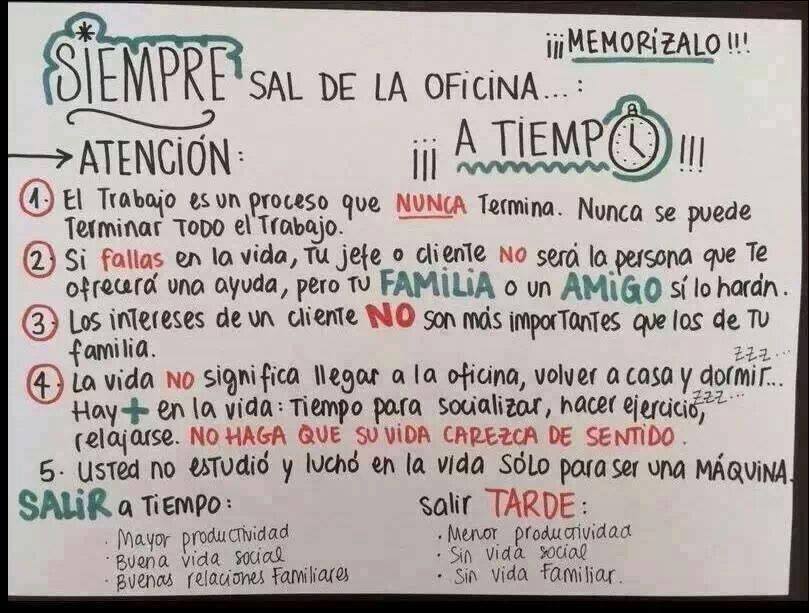 ¡¡¡MEMORÍZALO!!!
*SIEMPRE SAL DE LA OFICINA...:
→ATENCIÓN: ¡¡¡ A TIEMPO !!!
1. El Trabajo es un proceso que NUNCA Termina. Nunca se puede
Terminar TODO el Trabajo.
2. Si fallas en la vida, Tu jefe o cliente NO será la persona que Te
ofrecerá una ayuda, pero Tu FAMILIA o un AMIGO sí lo harán.
3. Los intereses de un cliente NO son más importantes que los de Tu
familia.
zzz...
4. La vida NO significa llegar a la oficina, volver a casa y dormir...
zzz...
Hay + en la vida: Tiempo para socializar, hacer ejercicio,
relajarse. NO HAGA QUE SU VIDA CAREZCA DE SENTIDO.
5. USTED no ESTUDIÓ y luchó en la vida SÓLO para ser una MÁQUINA.
SALIR a TIEMPO: salir TARDE:
· Mayor productividad · Menor productividad
· Buena vida social · Sin vida social
· Buenas relaciones Familiares · Sin vida Familiar.